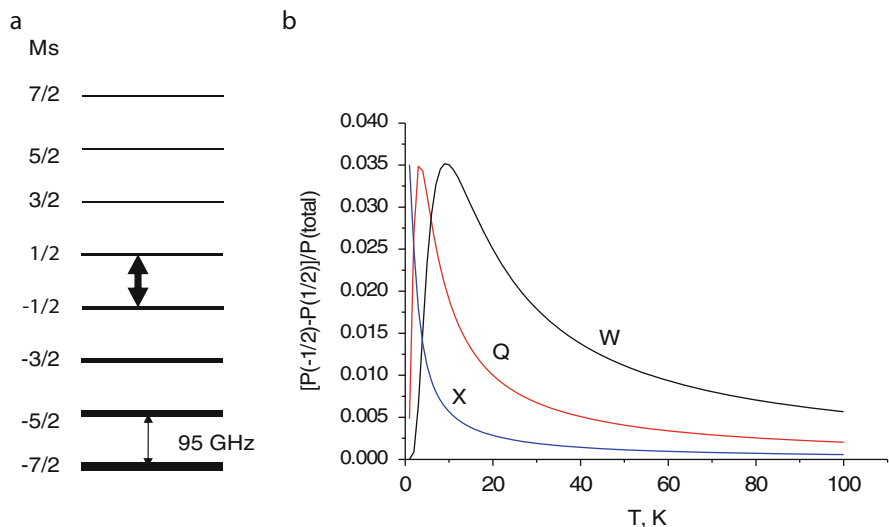 a
Ms
7/2
5/2
3/2
1/2
-1/2
-3/2
-5/2
-7/2
95 GHz
b
[P(-1/2)-P(1/2)]/P(total)
0.040
0.035
0.030
0.025
0.020
0.015
0.010
0.005
0.000
W
Q
X
0 20 40 60 80 100
T, K